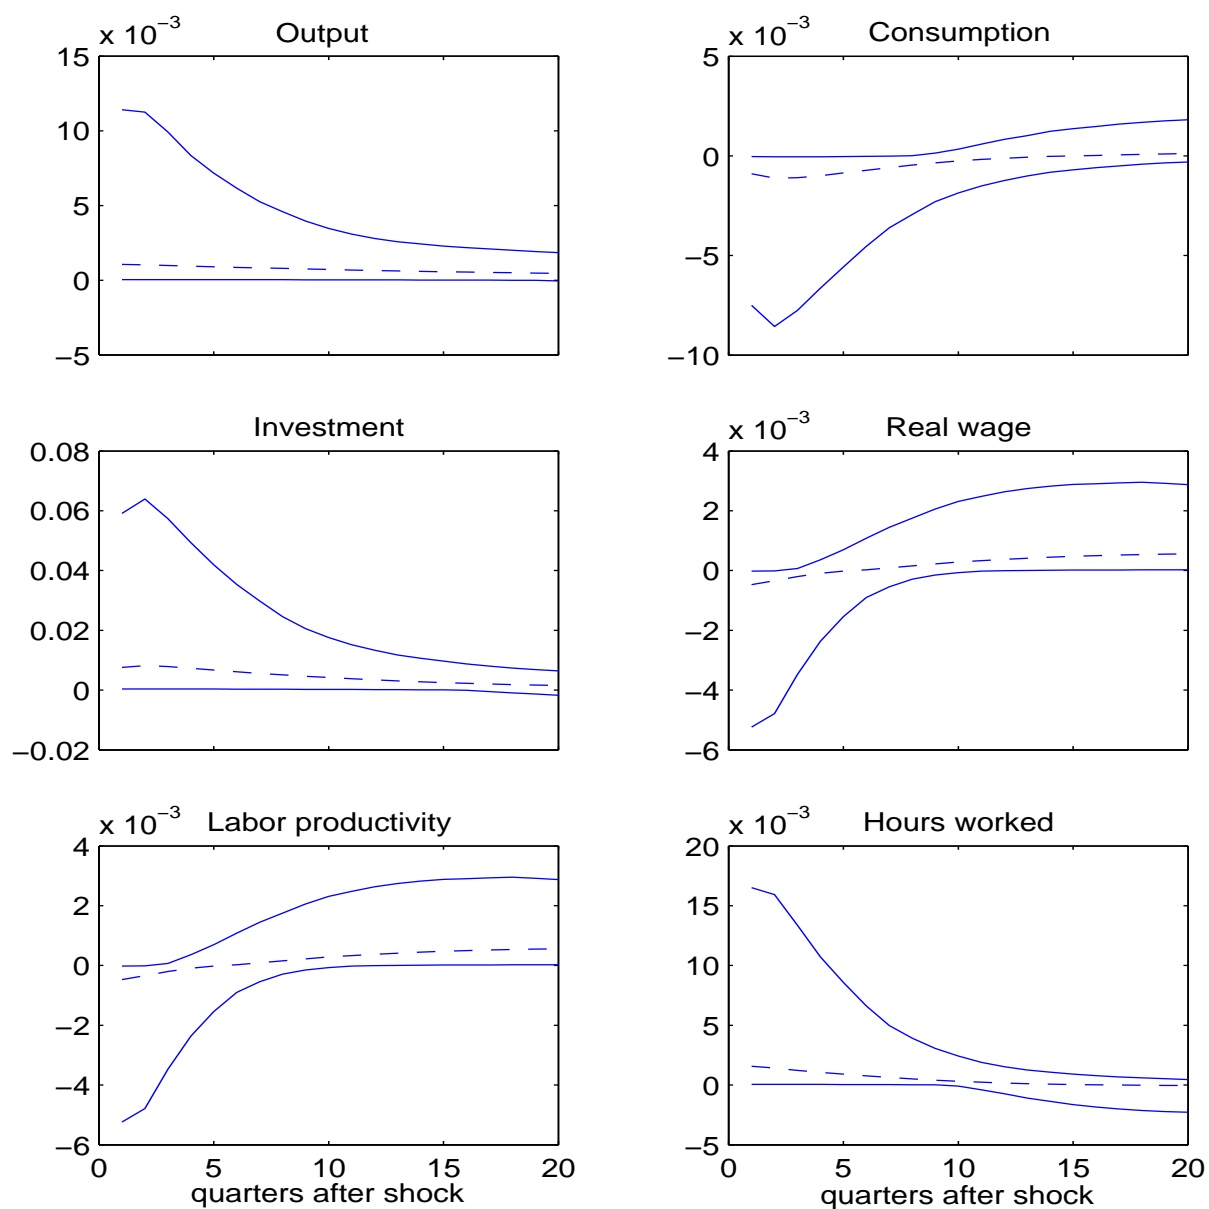 x 10−3
Output
15
10
5
0
−5
x 10−3
Consumption
5
0
−5
−10
Investment
0.08
0.06
0.04
0.02
0
−0.02
x 10−3
Real wage
4
2
0
−2
−4
−6
x 10−3
Labor productivity
4
2
0
−2
−4
−6
0 5 10 15 20
quarters after shock
x 10−3
Hours worked
20
15
10
5
0
−5
0 5 10 15 20
quarters after shock